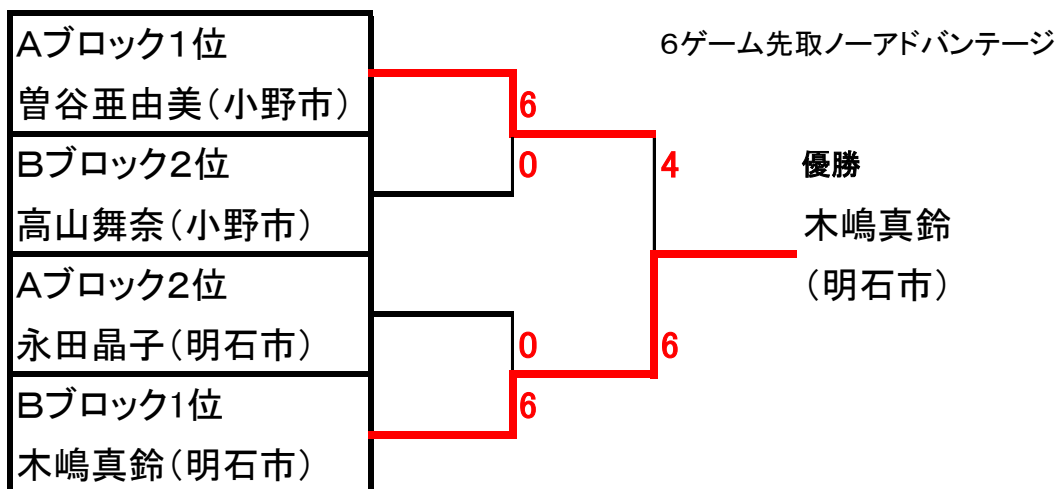 Aブロック1位
6ゲーム先取ノーアドバンテージ
曽谷亜由美(小野市)
6
Bブロック2位
0
4
優勝
高山舞奈(小野市)
木嶋真鈴
Aブロック2位
(明石市)
永田晶子(明石市)
0
6
Bブロック1位
6
木嶋真鈴(明石市)